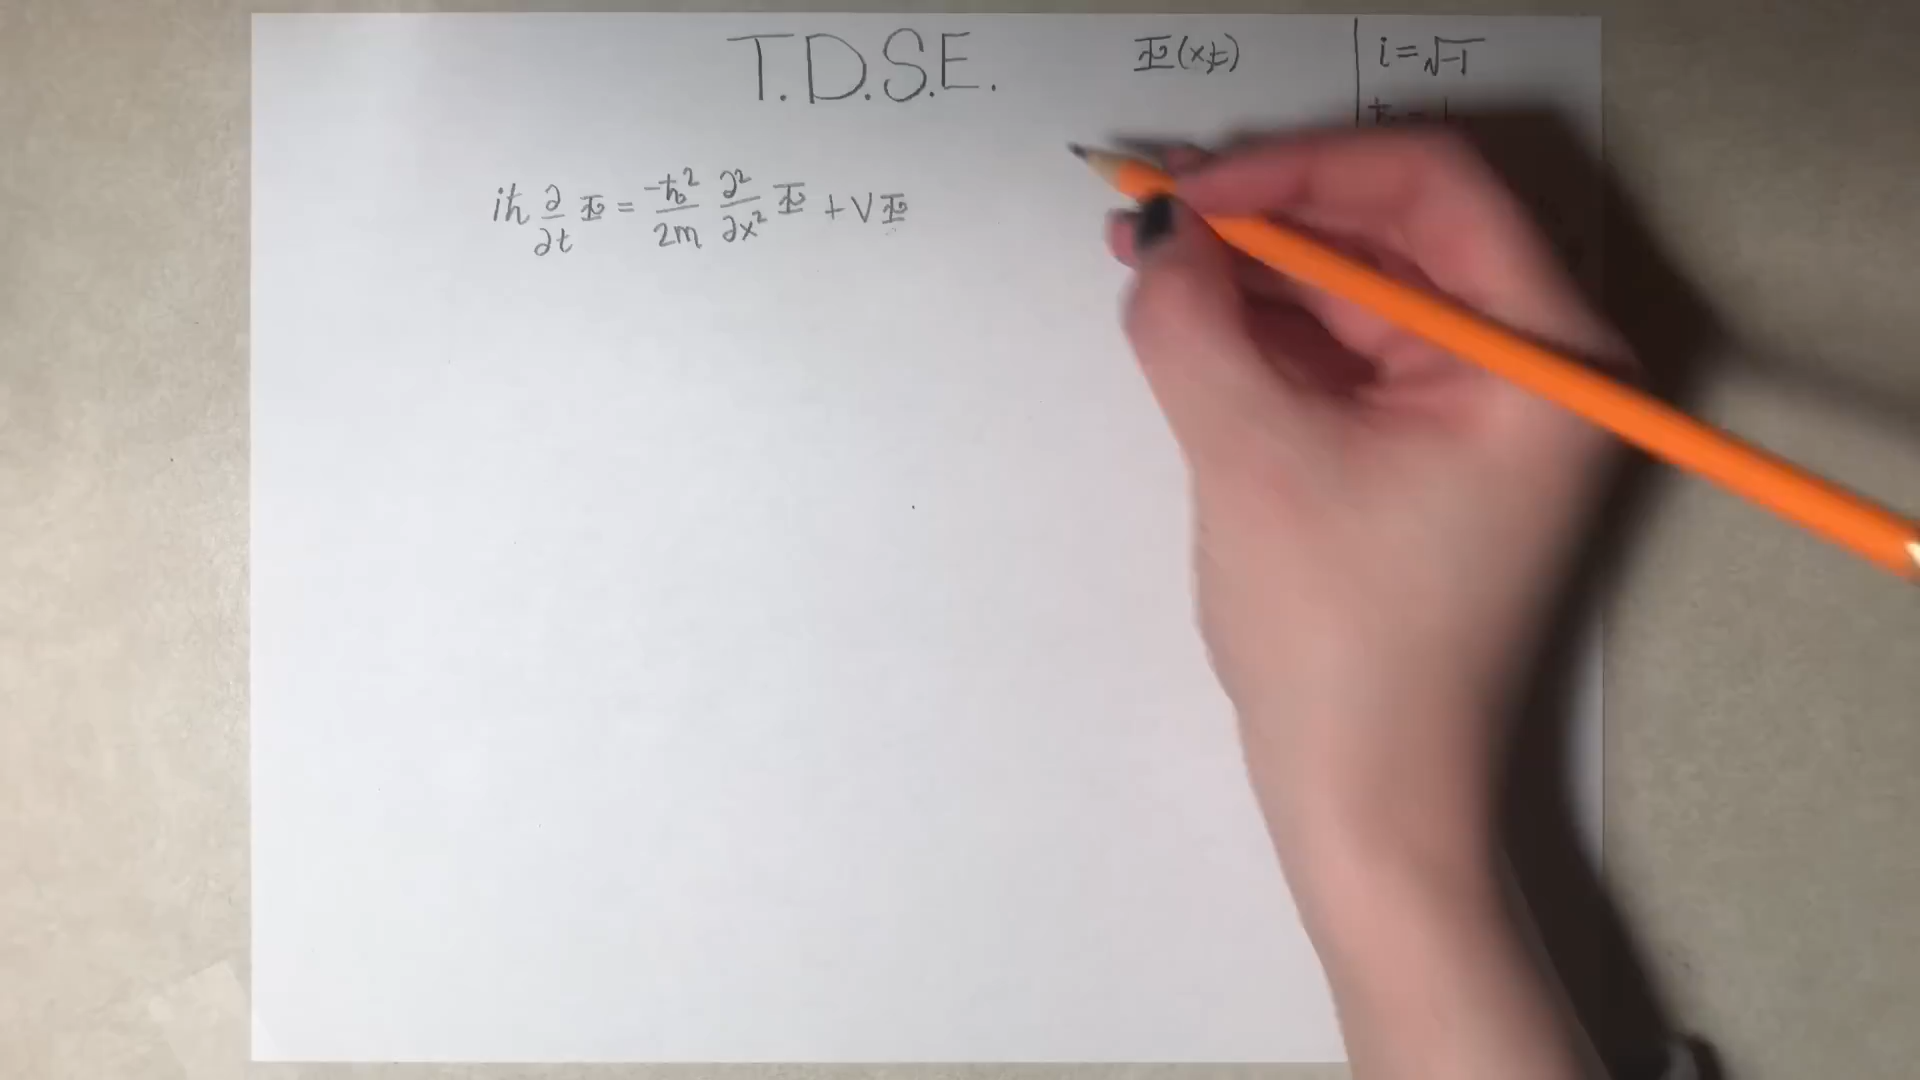 T.D.S.E.
Ψ(x,t)
i = √-1
ħ =
iħ ∂/∂t Ψ = -ħ²/2m ∂²/∂x² Ψ + VΨ